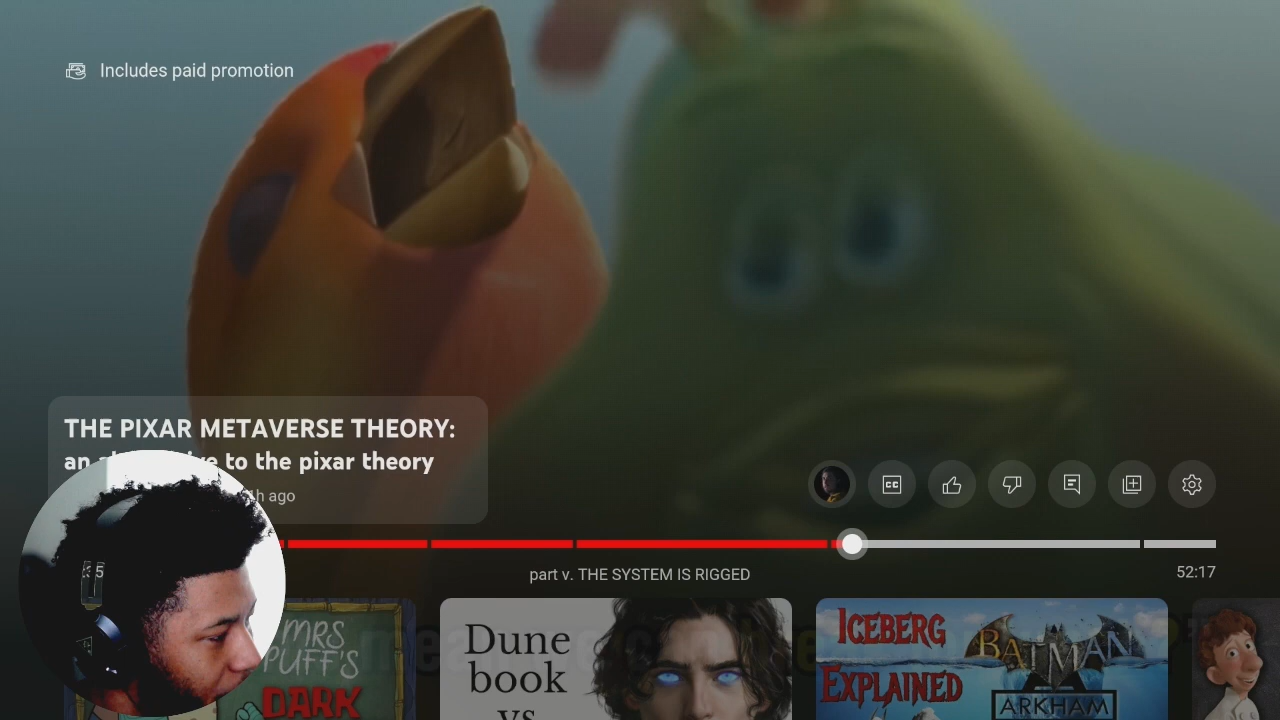 Includes paid promotion
THE PIXAR METAVERSE THEORY:
to the pixar theory
h ago
part v. THE SYSTEM IS RIGGED
52:17
MRS
PUFF'S
DARK
Dune
book
vs
ICEBERG
EXPLAINED
BATMAN
ARKHAM